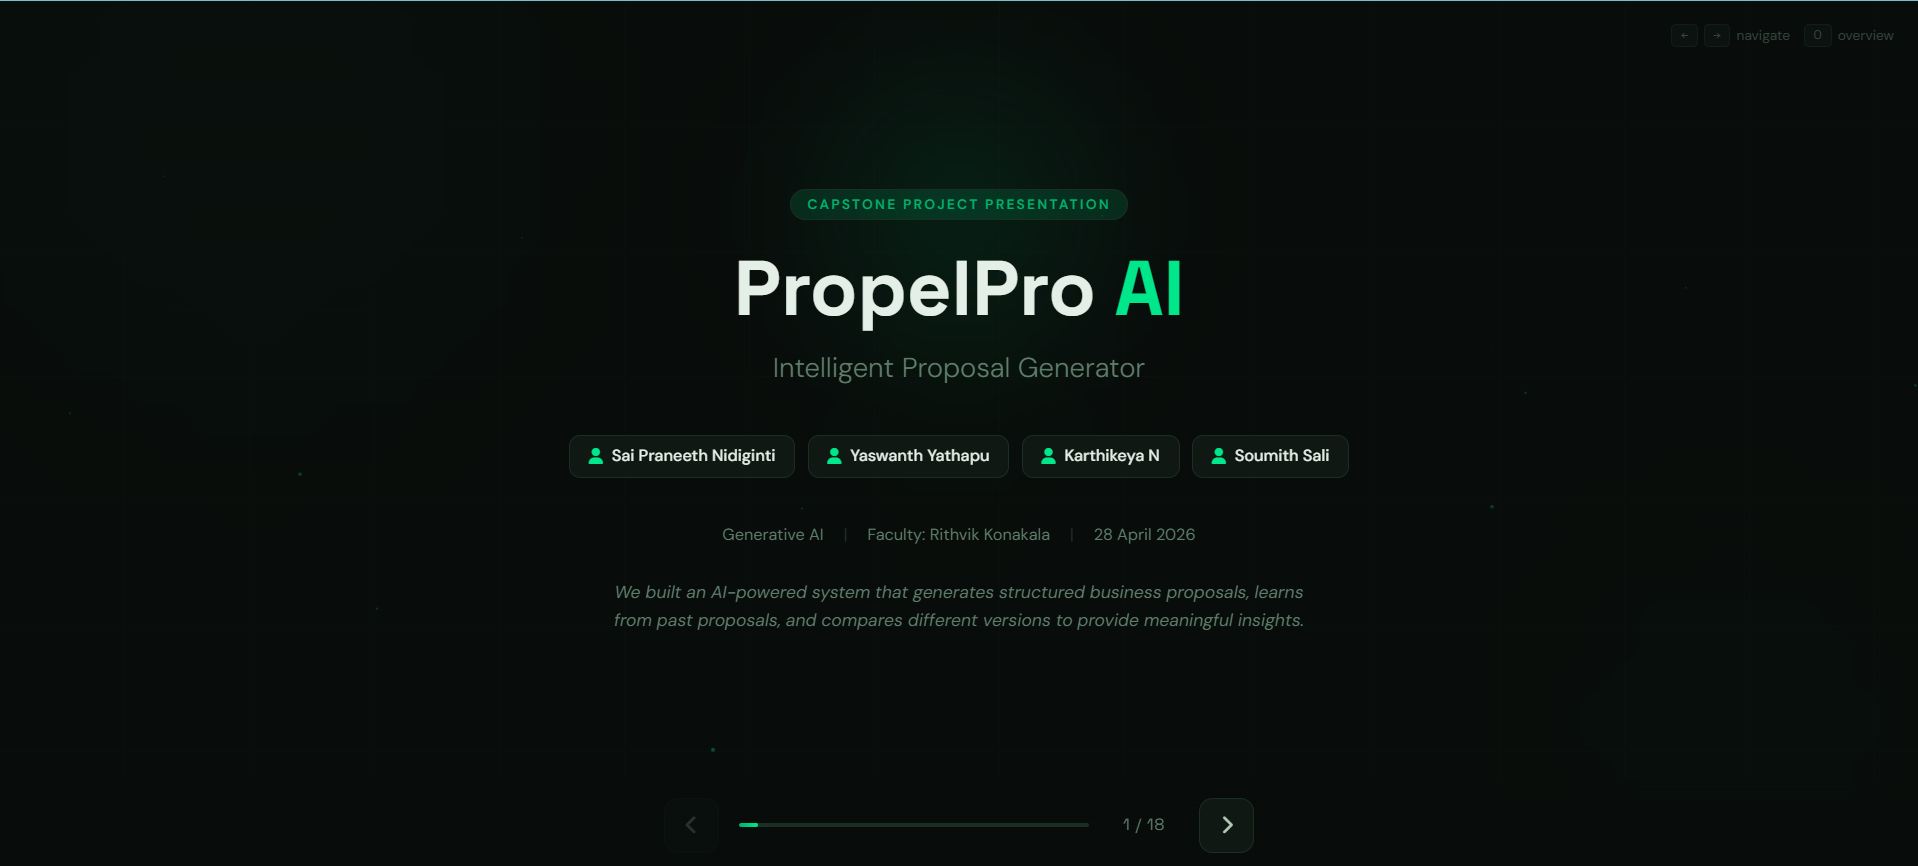 ← → navigate O overview
CAPSTONE PROJECT PRESENTATION
PropelPro AI
Intelligent Proposal Generator
Sai Praneeth Nidiginti Yaswanth Yathapu Karthikeya N Soumith Sali
Generative AI | Faculty: Rithvik Konakala | 28 April 2026
We built an AI-powered system that generates structured business proposals, learns
from past proposals, and compares different versions to provide meaningful insights.
1 / 18